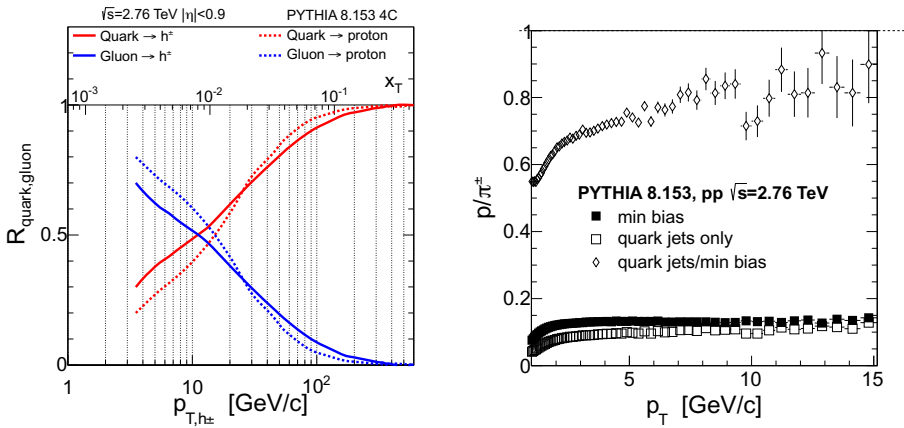 √s=2.76 TeV |η|<0.9 PYTHIA 8.153 4C
Quark → h± Quark → proton
Gluon → h± Gluon → proton
10⁻³ 10⁻² 10⁻¹ x_T
1
0.5
0
R_quark,gluon
1 10 10²
p_T,h± [GeV/c]
1
0.8
0.6
0.4
0.2
0
p/π±
PYTHIA 8.153, pp √s=2.76 TeV
min bias
quark jets only
quark jets/min bias
5 10 15
p_T [GeV/c]